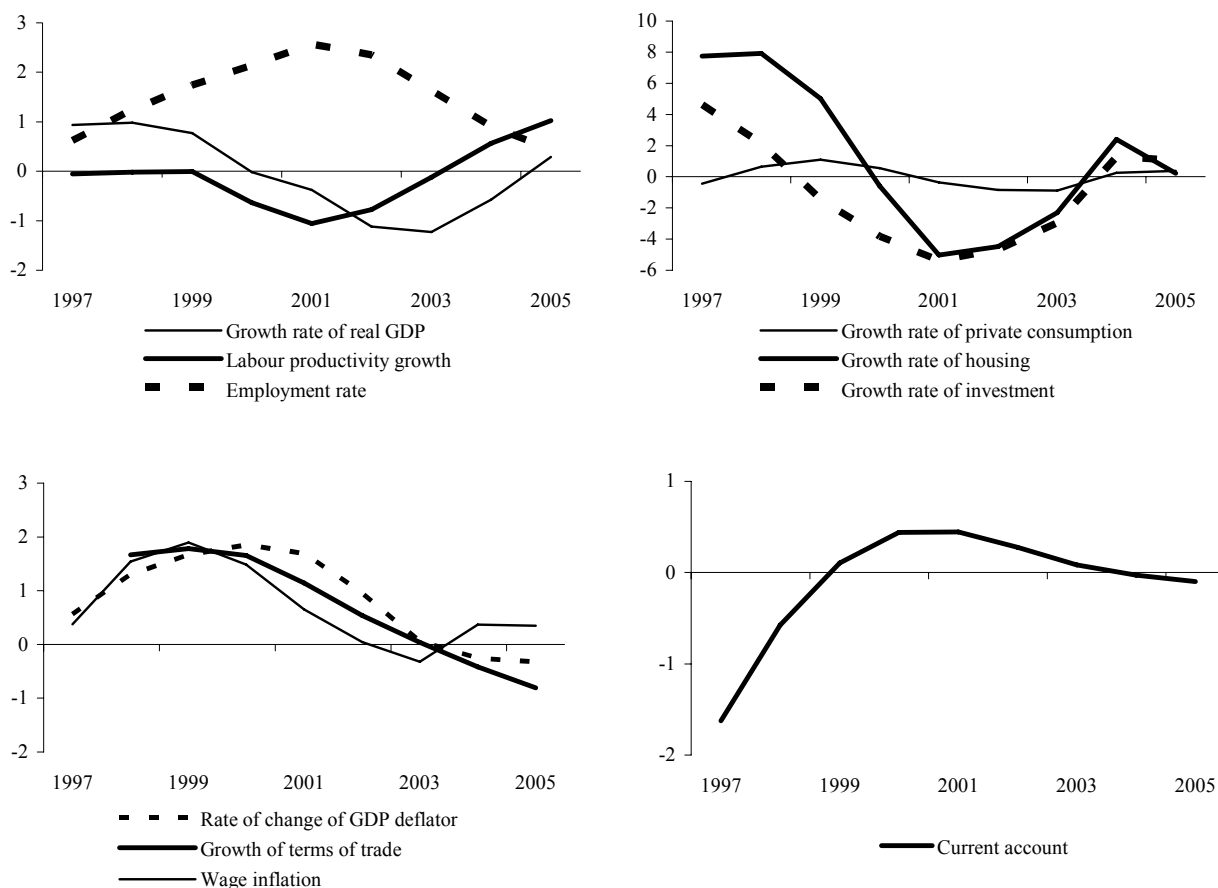 3
2
1
0
-1
-2
1997 1999 2001 2003 2005
Growth rate of real GDP
Labour productivity growth
Employment rate
10
8
6
4
2
0
-2
-4
-6
1997 1999 2001 2003 2005
Growth rate of private consumption
Growth rate of housing
Growth rate of investment
3
2
1
0
-1
-2
1997 1999 2001 2003 2005
Rate of change of GDP deflator
Growth of terms of trade
Wage inflation
1
0
-1
-2
1997 1999 2001 2003 2005
Current account